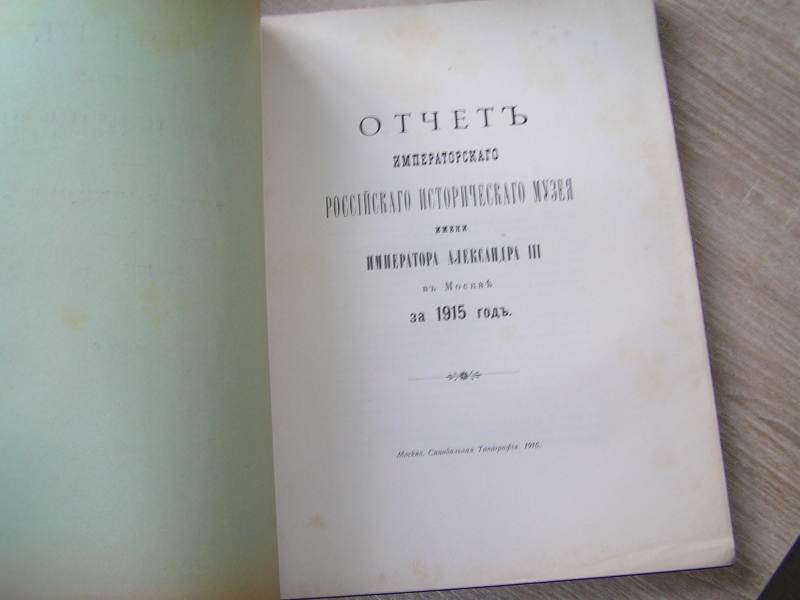 ОТЧЕТЪ
ИМПЕРАТОРСКАГО
РОССІЙСКАГО ИСТОРИЧЕСКАГО МУЗЕЯ
ИМЕНИ
ИМПЕРАТОРА АЛЕКСАНДРА III
въ Москвѣ
за 1915 годъ.
Москва. Синодальная Типографія. 1916.